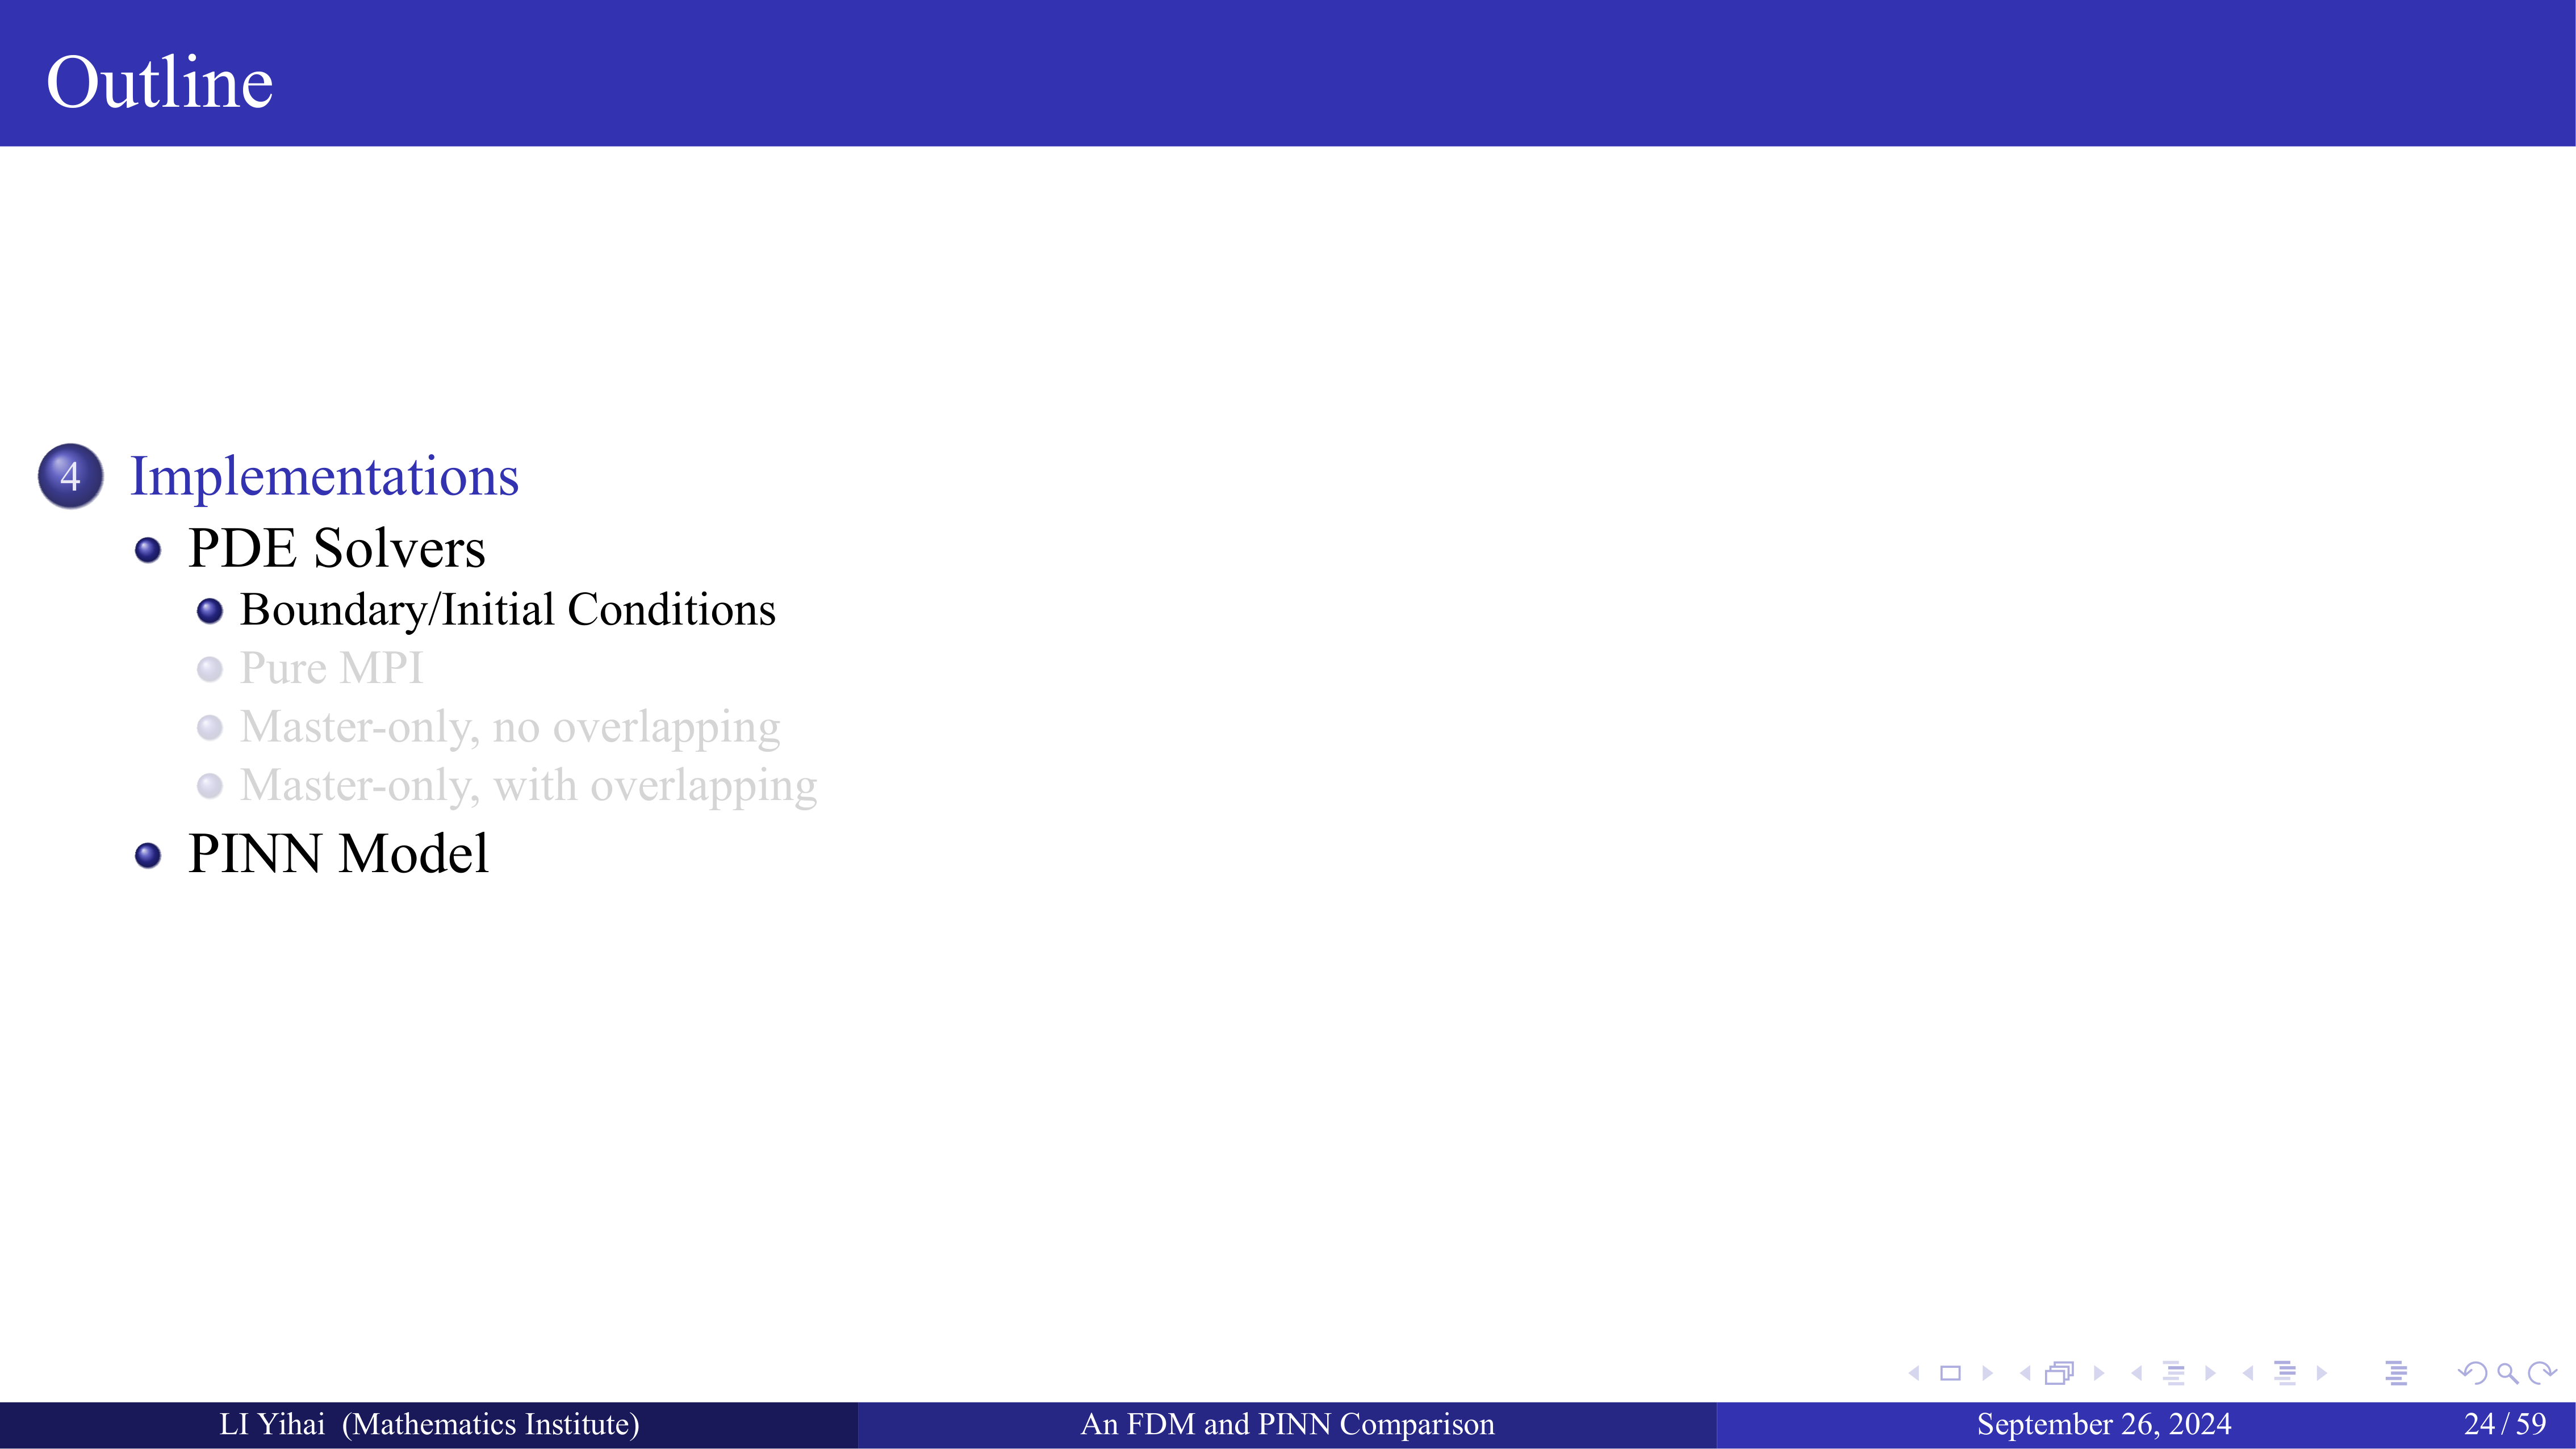 Outline
4 Implementations
PDE Solvers
Boundary/Initial Conditions
Pure MPI
Master-only, no overlapping
Master-only, with overlapping
PINN Model
LI Yihai (Mathematics Institute)
An FDM and PINN Comparison
September 26, 2024
24 / 59